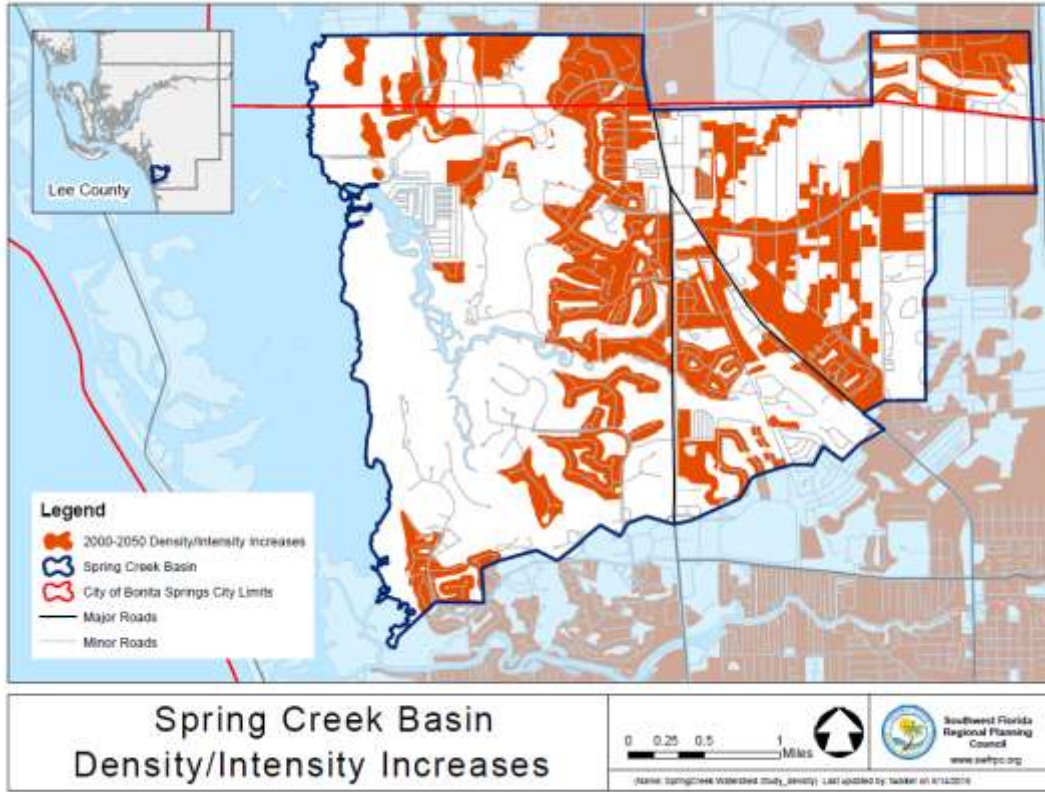 Lee County
Legend
2000-2050 Density/Intensity Increases
Spring Creek Basin
City of Bonita Springs City Limits
Major Roads
Minor Roads
Spring Creek Basin
Density/Intensity Increases
0 0.25 0.5 1
Miles
Southwest Florida
Regional Planning
Council
www.swfrpc.org